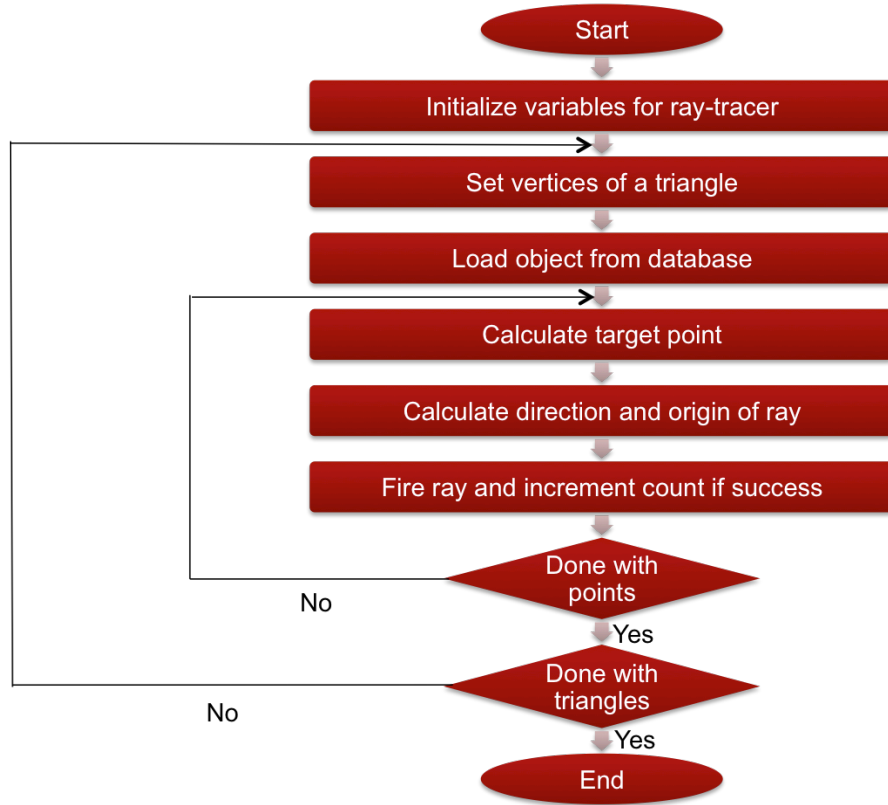 Start
Initialize variables for ray-tracer
Set vertices of a triangle
Load object from database
Calculate target point
Calculate direction and origin of ray
Fire ray and increment count if success
Done with
points
No
Yes
Done with
triangles
No
Yes
End